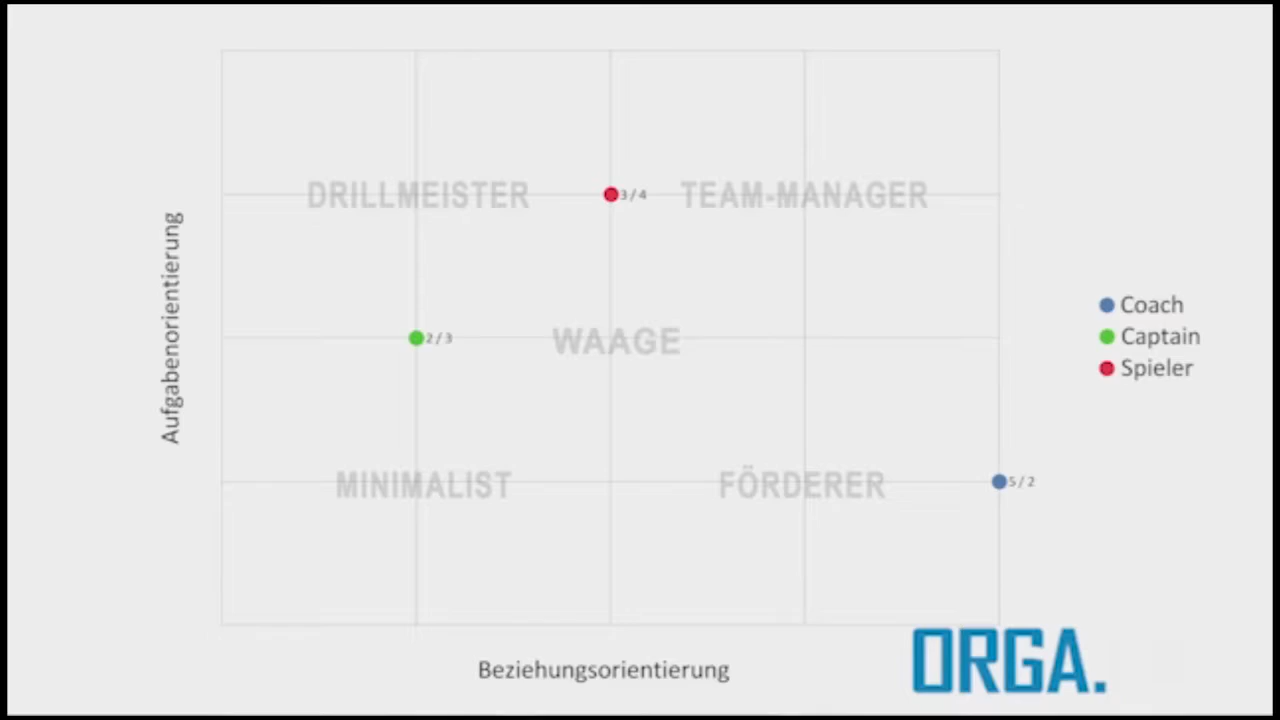 DRILLMEISTER
3 / 4
TEAM-MANAGER
Aufgabenorientierung
Coach
2 / 3
WAAGE
Captain
Spieler
MINIMALIST
FÖRDERER
5 / 2
Beziehungsorientierung
ORGA.